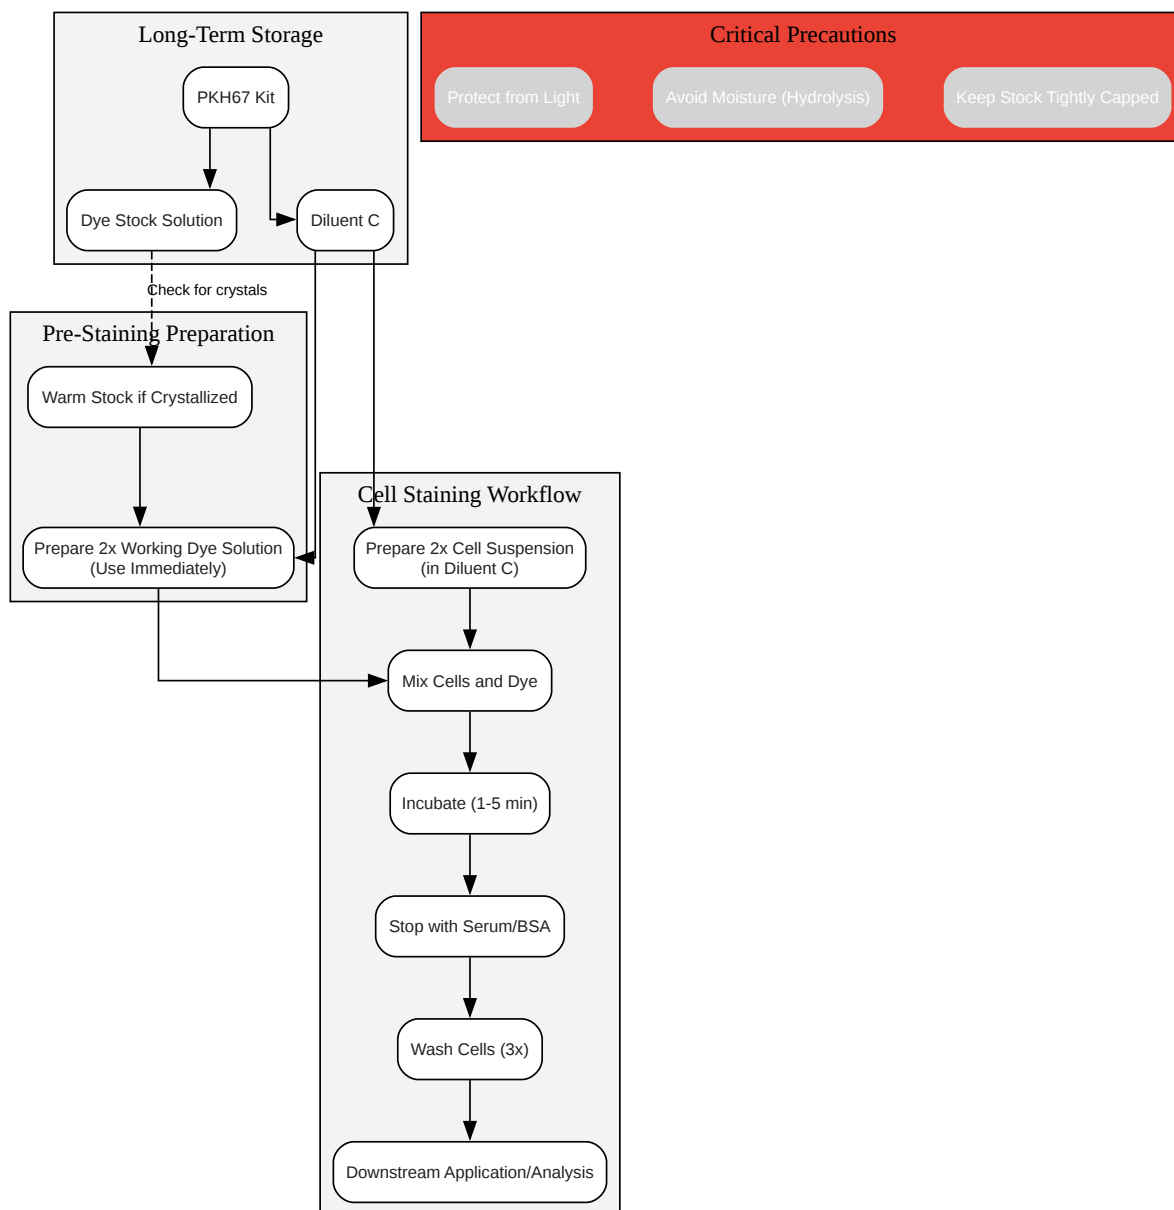 Long-Term Storage
PKH67 Kit
Dye Stock Solution
Diluent C
Critical Precautions
Protect from Light
Avoid Moisture (Hydrolysis)
Keep Stock Tightly Capped
Check for crystals
Pre-Staining Preparation
Warm Stock if Crystallized
Prepare 2x Working Dye Solution
(Use Immediately)
Cell Staining Workflow
Prepare 2x Cell Suspension
(in Diluent C)
Mix Cells and Dye
Incubate (1-5 min)
Stop with Serum/BSA
Wash Cells (3x)
Downstream Application/Analysis